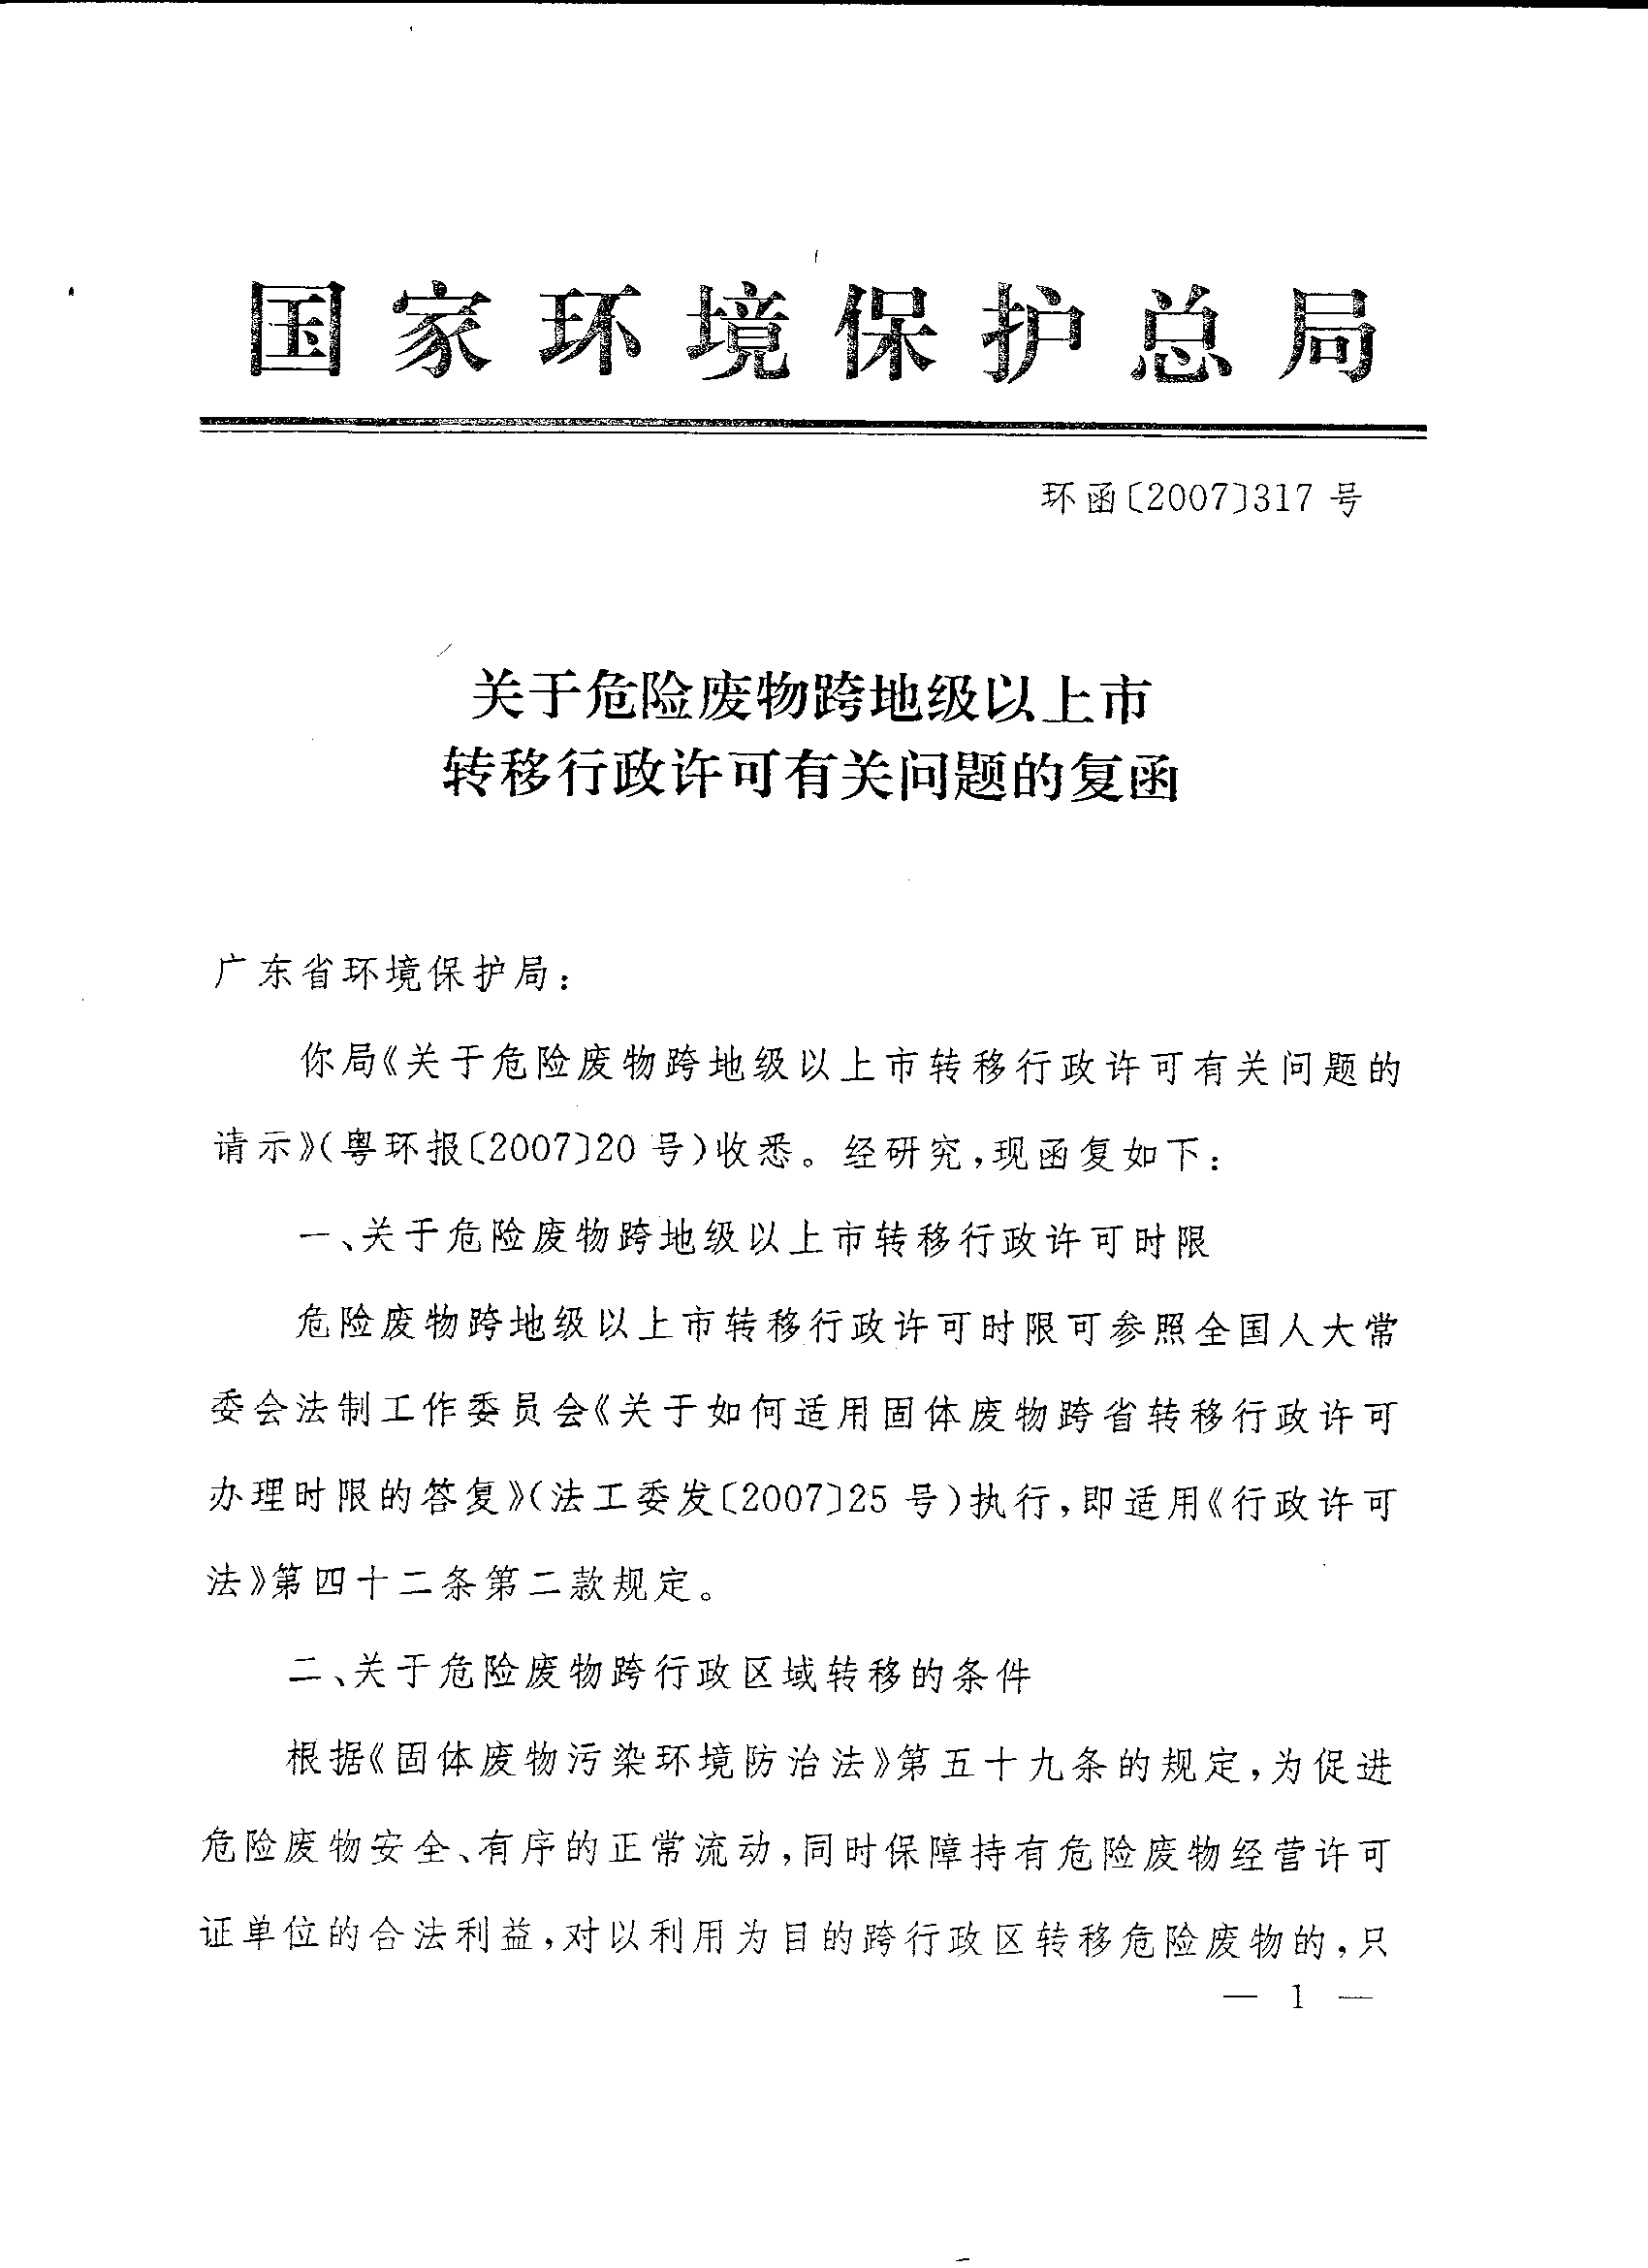 国家环境保护总局
环函〔2007〕317 号
关于危险废物跨地级以上市
转移行政许可有关问题的复函
广东省环境保护局：
你局《关于危险废物跨地级以上市转移行政许可有关问题的
请示》（粤环报〔2007〕20 号）收悉。经研究，现函复如下：
一、关于危险废物跨地级以上市转移行政许可时限
危险废物跨地级以上市转移行政许可时限可参照全国人大常
委会法制工作委员会《关于如何适用固体废物跨省转移行政许可
办理时限的答复》（法工委发〔2007〕25 号）执行，即适用《行政许可
法》第四十二条第二款规定。
二、关于危险废物跨行政区域转移的条件
根据《固体废物污染环境防治法》第五十九条的规定，为促进
危险废物安全、有序的正常流动，同时保障持有危险废物经营许可
证单位的合法利益，对以利用为目的跨行政区转移危险废物的，只
— 1 —